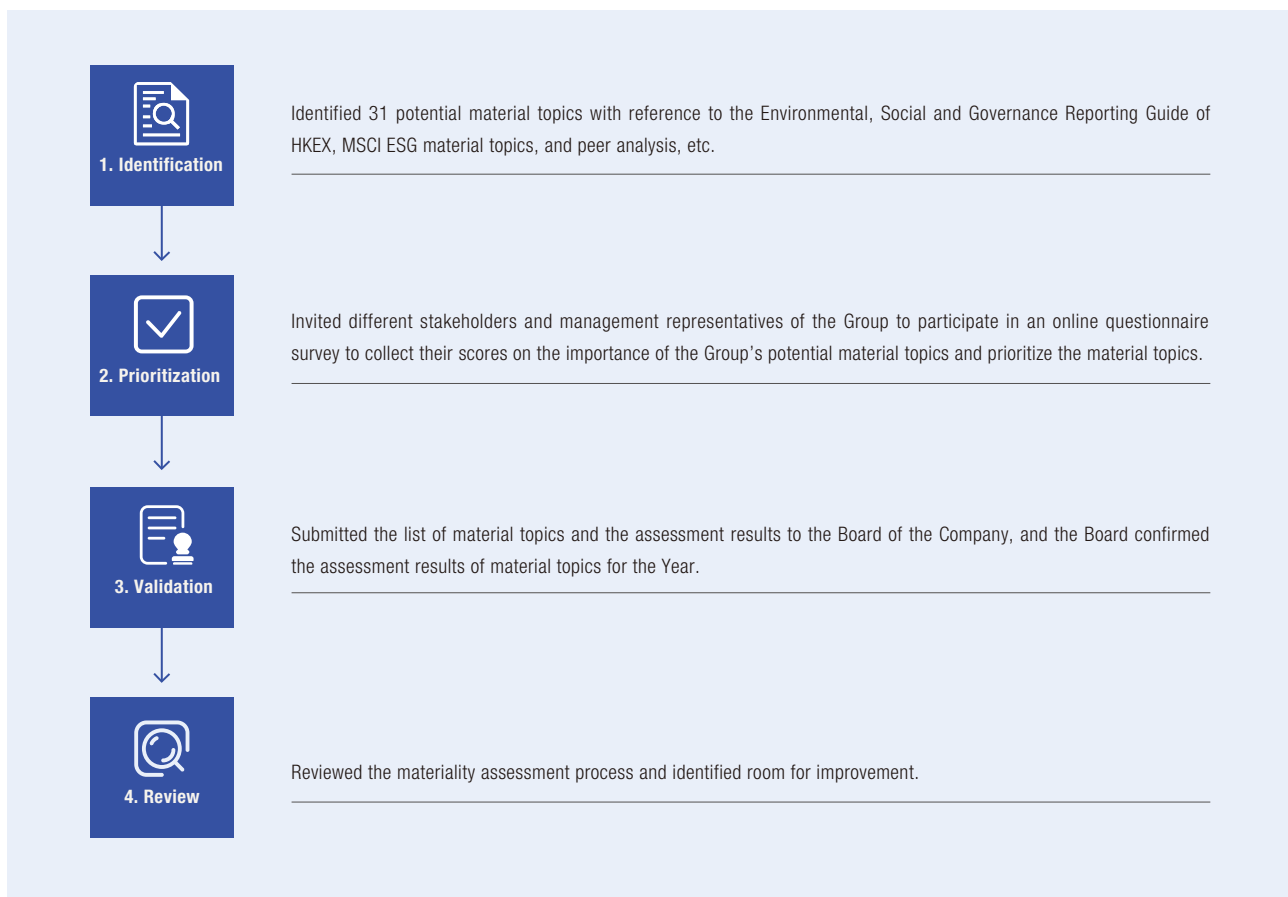 1. Identification
Identified 31 potential material topics with reference to the Environmental, Social and Governance Reporting Guide of
HKEX, MSCI ESG material topics, and peer analysis, etc.
2. Prioritization
Invited different stakeholders and management representatives of the Group to participate in an online questionnaire
survey to collect their scores on the importance of the Group's potential material topics and prioritize the material topics.
3. Validation
Submitted the list of material topics and the assessment results to the Board of the Company, and the Board confirmed
the assessment results of material topics for the Year.
4. Review
Reviewed the materiality assessment process and identified room for improvement.